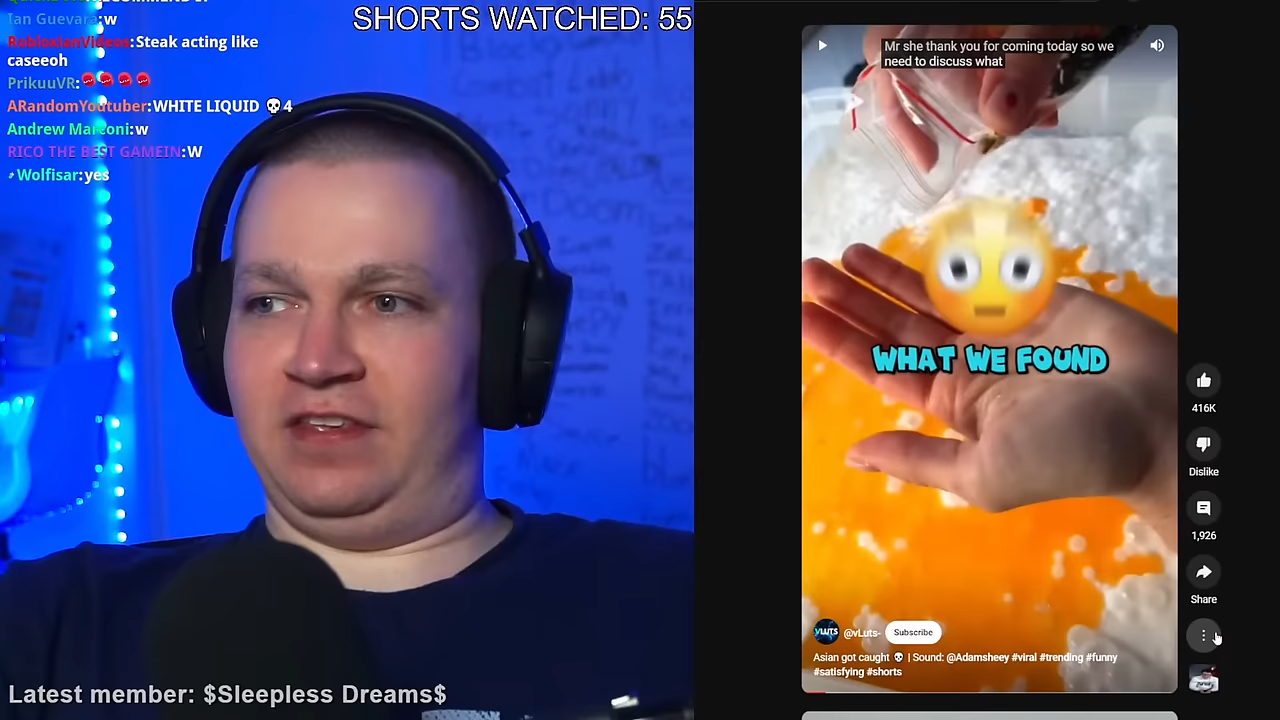 SHORTS WATCHED: 55
Ian Guevara:w
RobloxianVideos:Steak acting like
caseeoh
PrikuuVR:
ARandomYoutuber:WHITE LIQUID 💀4
Andrew Marconi:w
RICO THE BEST GAMEIN:W
Wolfisar:yes
Latest member: $Sleepless Dreams$
Mr she thank you for coming today so we
need to discuss what
WHAT WE FOUND
416K
Dislike
1,926
Share
vLUTS
@vLuts-
Subscribe
Asian got caught 💀 | Sound: @Adamsheey #viral #trending #funny
#satisfying #shorts